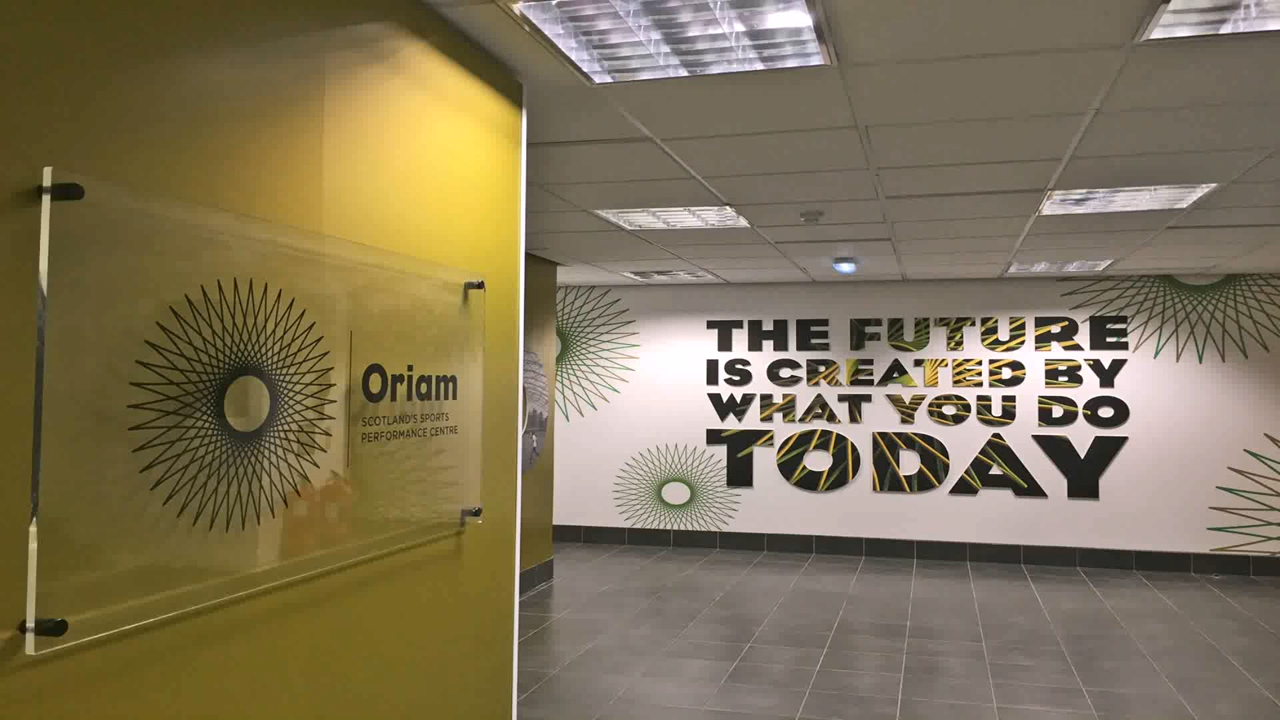 Oriam
SCOTLAND'S SPORTS
PERFORMANCE CENTRE
THE FUTURE
IS CREATED BY
WHAT YOU DO
TODAY